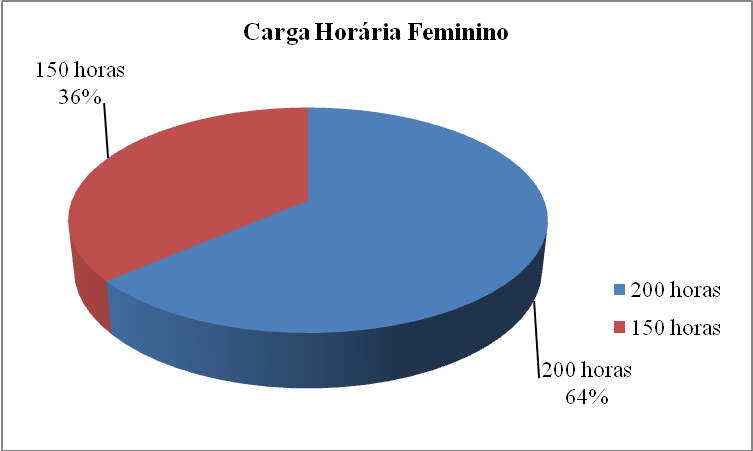 Carga Horária Feminino
150 horas
36%
200 horas
150 horas
200 horas
64%